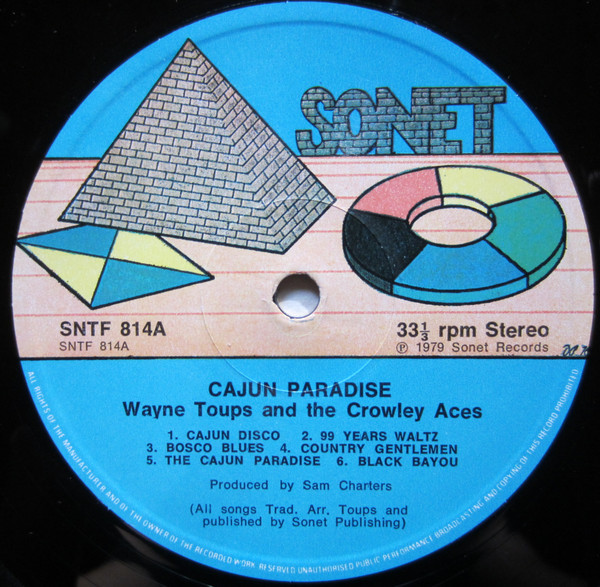 SONET
SNTF 814A
SNTF 814A
33⅓ rpm Stereo
℗ 1979 Sonet Records
CAJUN PARADISE
Wayne Toups and the Crowley Aces
1. CAJUN DISCO 2. 99 YEARS WALTZ
3. BOSCO BLUES 4. COUNTRY GENTLEMEN
5. THE CAJUN PARADISE 6. BLACK BAYOU
Produced by Sam Charters
(All songs Trad. Arr. Toups and
published by Sonet Publishing)
ALL RIGHTS OF THE MANUFACTURER AND OF THE OWNER OF THE RECORDED WORK RESERVED UNAUTHORISED PUBLIC PERFORMANCE BROADCASTING AND COPYING OF THIS RECORD PROHIBITED